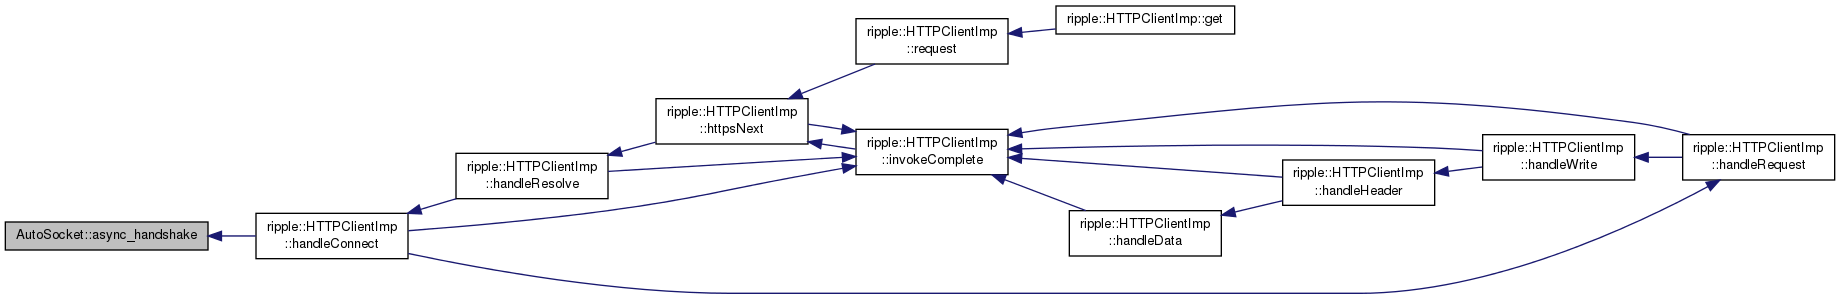 ripple::HTTPClientImp::get
ripple::HTTPClientImp
::request
ripple::HTTPClientImp
::httpsNext
ripple::HTTPClientImp
::invokeComplete
ripple::HTTPClientImp
::handleWrite
ripple::HTTPClientImp
::handleRequest
ripple::HTTPClientImp
::handleResolve
ripple::HTTPClientImp
::handleHeader
ripple::HTTPClientImp
::handleData
AutoSocket::async_handshake
ripple::HTTPClientImp
::handleConnect